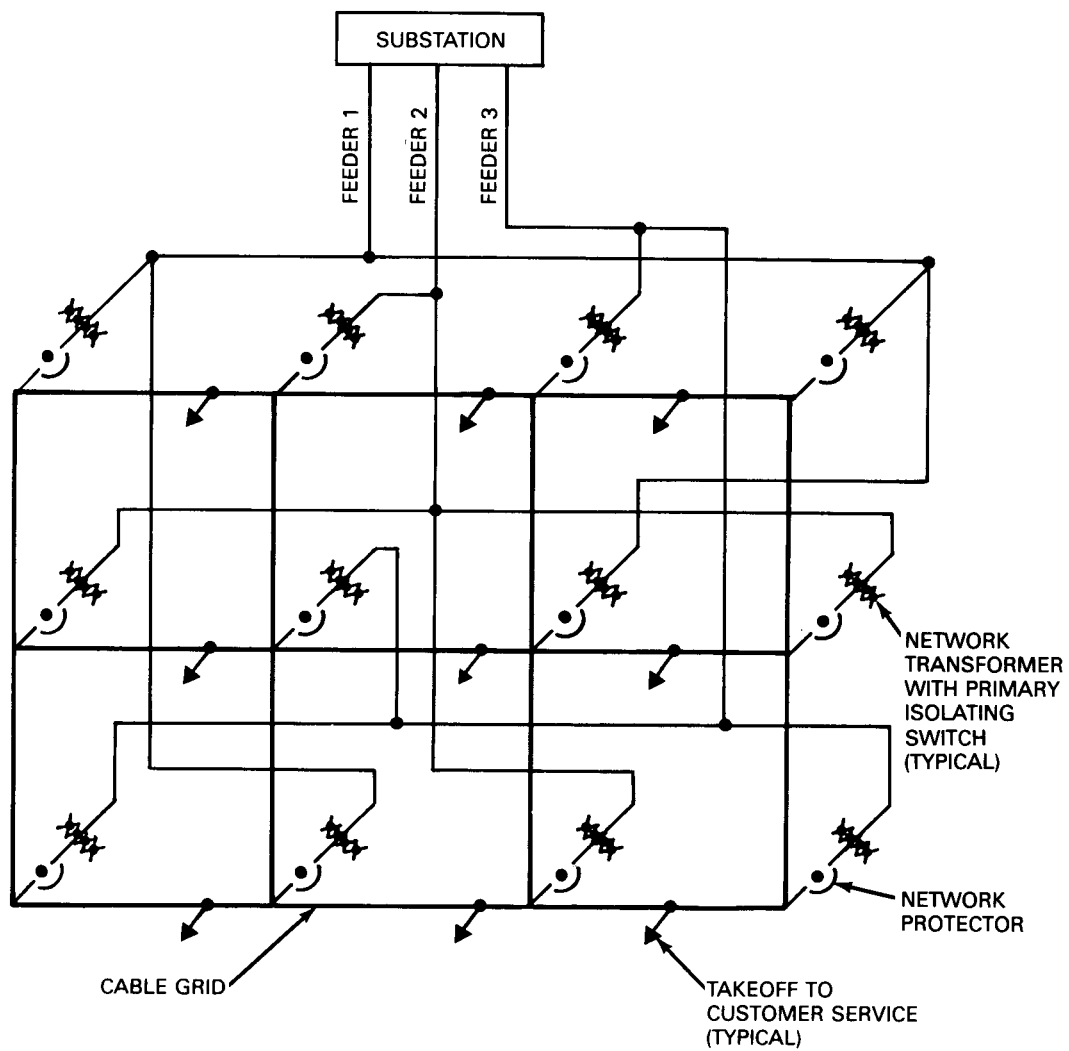 SUBSTATION
FEEDER 1
FEEDER 2
FEEDER 3
NETWORK
TRANSFORMER
WITH PRIMARY
ISOLATING
SWITCH
(TYPICAL)
NETWORK
PROTECTOR
CABLE GRID
TAKEOFF TO
CUSTOMER SERVICE
(TYPICAL)